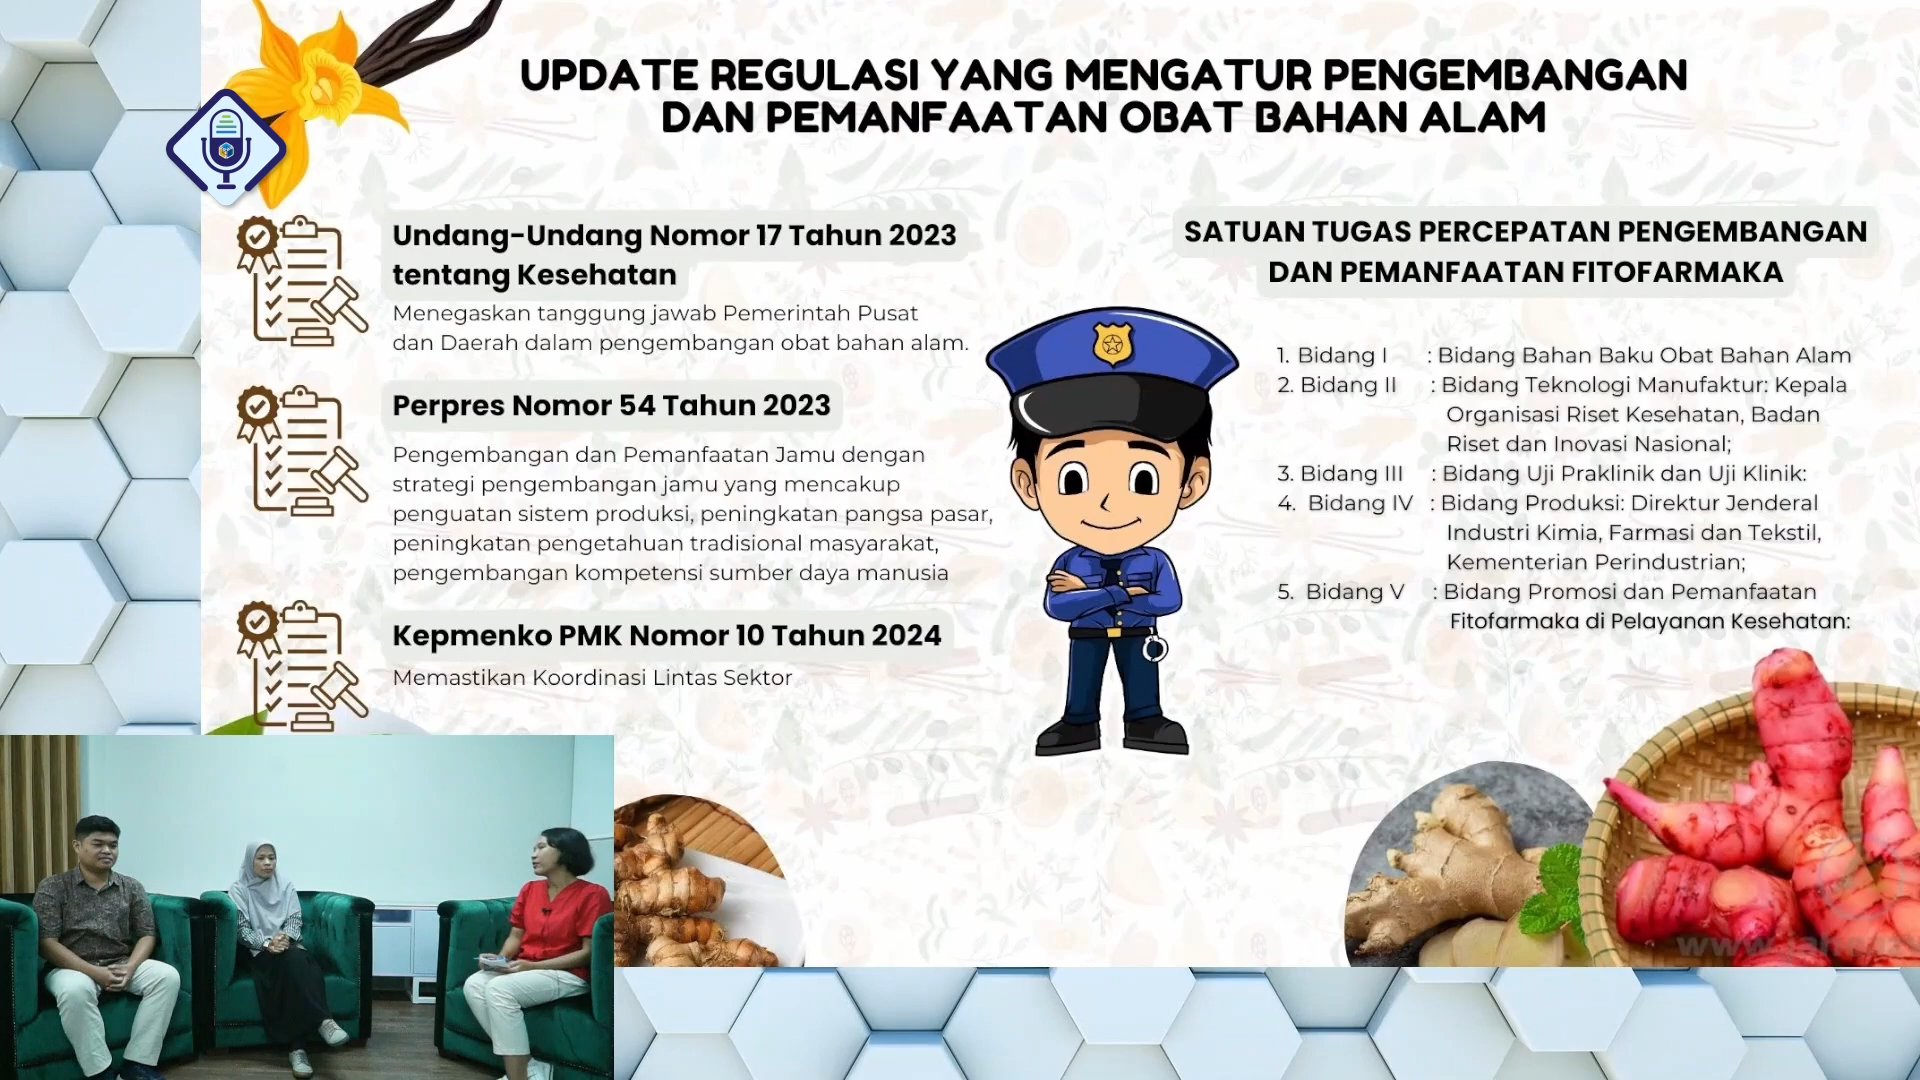 UPDATE REGULASI YANG MENGATUR PENGEMBANGAN
DAN PEMANFAATAN OBAT BAHAN ALAM
Undang-Undang Nomor 17 Tahun 2023
tentang Kesehatan
Menegaskan tanggung jawab Pemerintah Pusat
dan Daerah dalam pengembangan obat bahan alam.
Perpres Nomor 54 Tahun 2023
Pengembangan dan Pemanfaatan Jamu dengan
strategi pengembangan jamu yang mencakup
penguatan sistem produksi, peningkatan pangsa pasar,
peningkatan pengetahuan tradisional masyarakat,
pengembangan kompetensi sumber daya manusia
Kepmenko PMK Nomor 10 Tahun 2024
Memastikan Koordinasi Lintas Sektor
SATUAN TUGAS PERCEPATAN PENGEMBANGAN
DAN PEMANFAATAN FITOFARMAKA
1. Bidang I : Bidang Bahan Baku Obat Bahan Alam
2. Bidang II : Bidang Teknologi Manufaktur: Kepala
Organisasi Riset Kesehatan, Badan
Riset dan Inovasi Nasional;
3. Bidang III : Bidang Uji Praklinik dan Uji Klinik:
4. Bidang IV : Bidang Produksi: Direktur Jenderal
Industri Kimia, Farmasi dan Tekstil,
Kementerian Perindustrian;
5. Bidang V : Bidang Promosi dan Pemanfaatan
Fitofarmaka di Pelayanan Kesehatan: